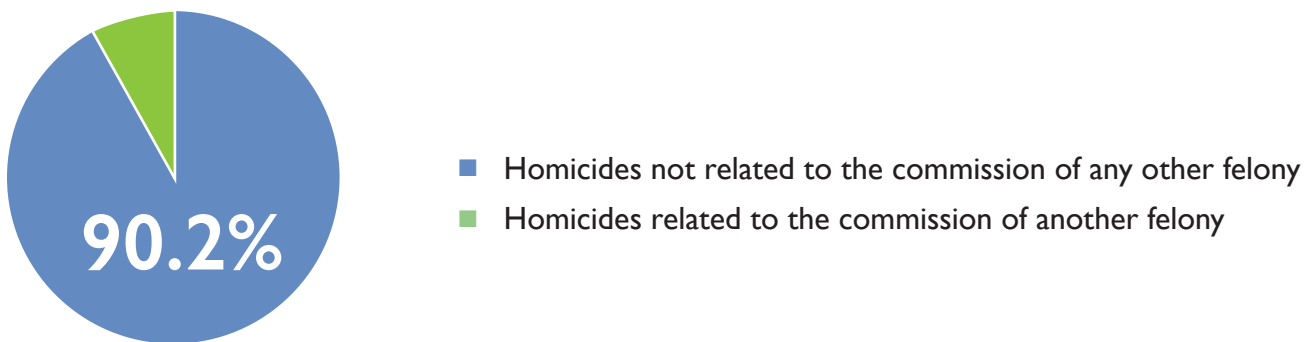 90.2%
Homicides not related to the commission of any other felony
Homicides related to the commission of another felony